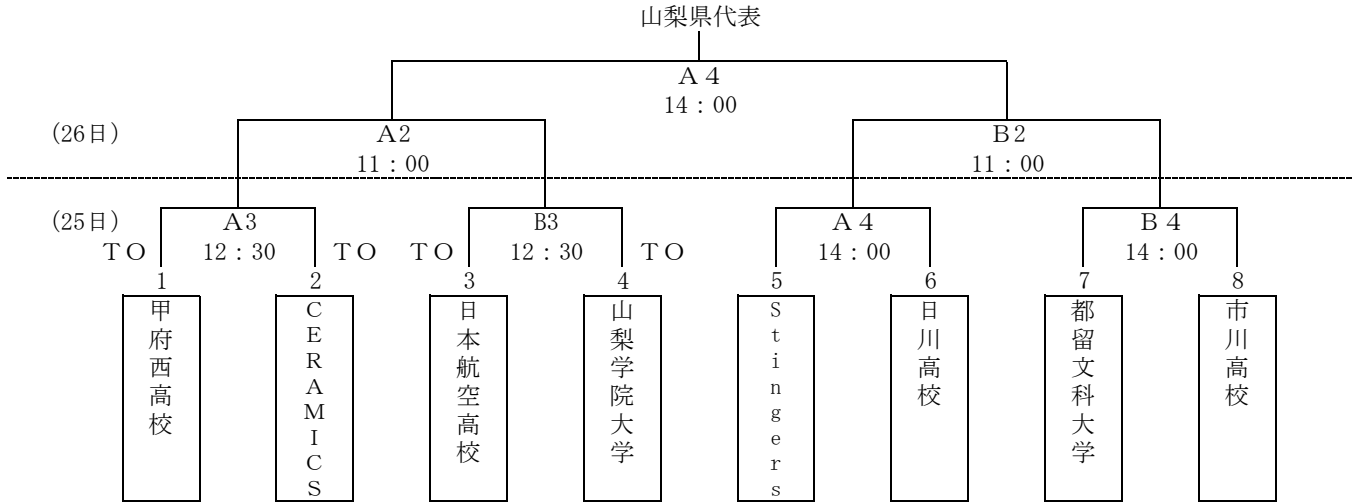 山梨県代表
A 4
14：00
(26日) A2 B2
11：00 11：00
(25日) A3 B3 A 4 B 4
TO 12：30 TO TO 12：30 TO 14：00 14：00
1 2 3 4 5 6 7 8
甲府西高校
CERAMICS
日本航空高校
山梨学院大学
Stingers
日川高校
都留文科大学
市川高校